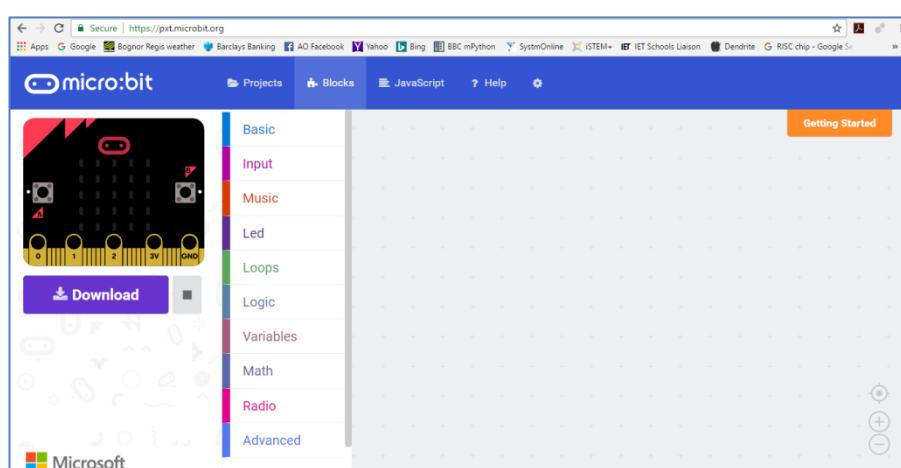 Secure | https://pxt.microbit.org
Apps Google Bognor Regis weather Barclays Banking AO Facebook Yahoo Bing BBC mPython SystmOnline iSTEM+ IET IET Schools Liaison Dendrite RISC chip - Google Se »
micro:bit Projects Blocks JavaScript ? Help
Getting Started
Basic
Input
Music
Led
Loops
Logic
Variables
Math
Radio
Advanced
B
A
0 1 2 3V GND
Download
Microsoft